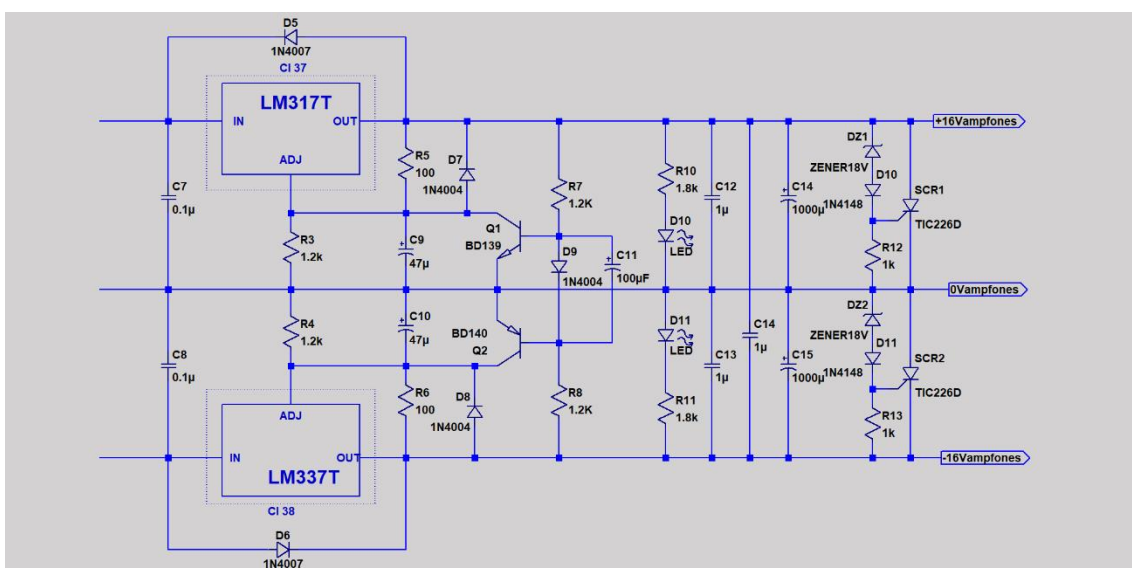 D5
1N4007
CI 37
LM317T
IN
OUT
ADJ
+16Vampfones
C7
0.1µ
R5
100
D7
1N4004
R7
1.2K
R10
1.8k
C12
1µ
C14
1000µ
DZ1
ZENER18V
D10
1N4148
SCR1
TIC226D
R3
1.2k
C9
47µ
Q1
BD139
D9
1N4004
C11
100µF
D10
LED
R12
1k
0Vampfones
R4
1.2k
C10
47µ
BD140
Q2
D11
LED
C14
1µ
DZ2
ZENER18V
D11
1N4148
SCR2
TIC226D
C8
0.1µ
R6
100
D8
1N4004
R8
1.2K
R11
1.8k
C13
1µ
C15
1000µ
R13
1k
ADJ
IN
OUT
LM337T
-16Vampfones
CI 38
D6
1N4007